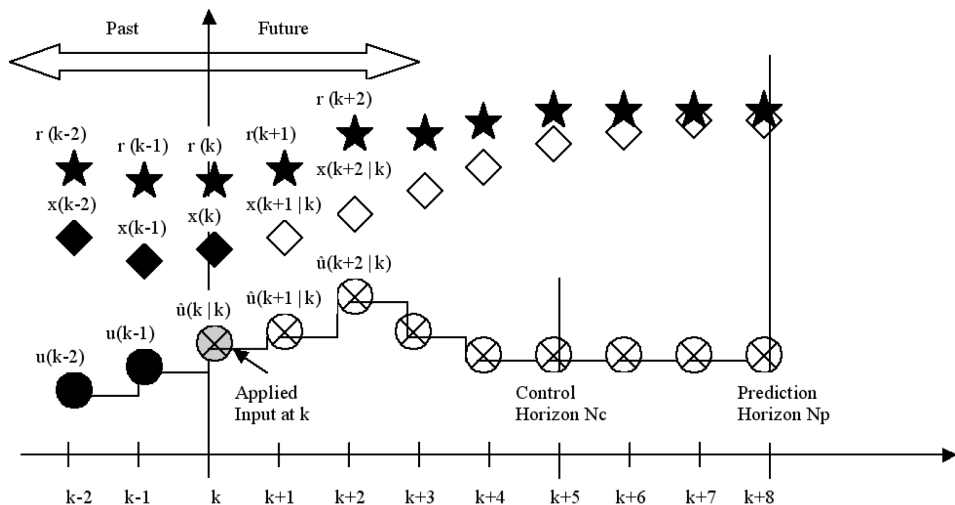 Past
Future
r (k+2)
r (k-2)
r (k-1)
r (k)
r(k+1)
x(k+2 | k)
x(k-2)
x(k-1)
x(k)
x(k+1 | k)
û(k+2 | k)
û(k | k)
û(k+1 | k)
u(k-1)
u(k-2)
Applied
Input at k
Control
Horizon Nc
Prediction
Horizon Np
k-2 k-1 k k+1 k+2 k+3 k+4 k+5 k+6 k+7 k+8